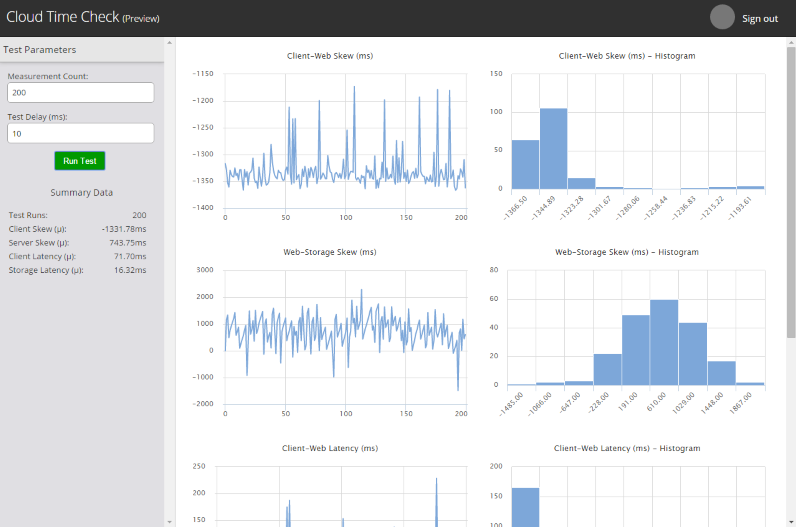 Cloud Time Check (Preview)
Sign out
Test Parameters
Measurement Count:
200
Test Delay (ms):
10
Run Test
Summary Data
Test Runs: 200
Client Skew (μ): -1331.78ms
Server Skew (μ): 743.75ms
Client Latency (μ): 71.70ms
Storage Latency (μ): 16.32ms
Client-Web Skew (ms)
-1150
-1200
-1250
-1300
-1350
-1400
0 50 100 150 200
Client-Web Skew (ms) - Histogram
150
100
50
0
-1366.50 -1344.89 -1323.28 -1301.67 -1280.06 -1258.44 -1236.83 -1215.22 -1193.61
Web-Storage Skew (ms)
3000
2000
1000
0
-1000
-2000
0 50 100 150 200
Web-Storage Skew (ms) - Histogram
80
60
40
20
0
-1485.00 -1066.00 -647.00 -228.00 191.00 610.00 1029.00 1448.00 1867.00
Client-Web Latency (ms)
250
200
150
Client-Web Latency (ms) - Histogram
200
150
100